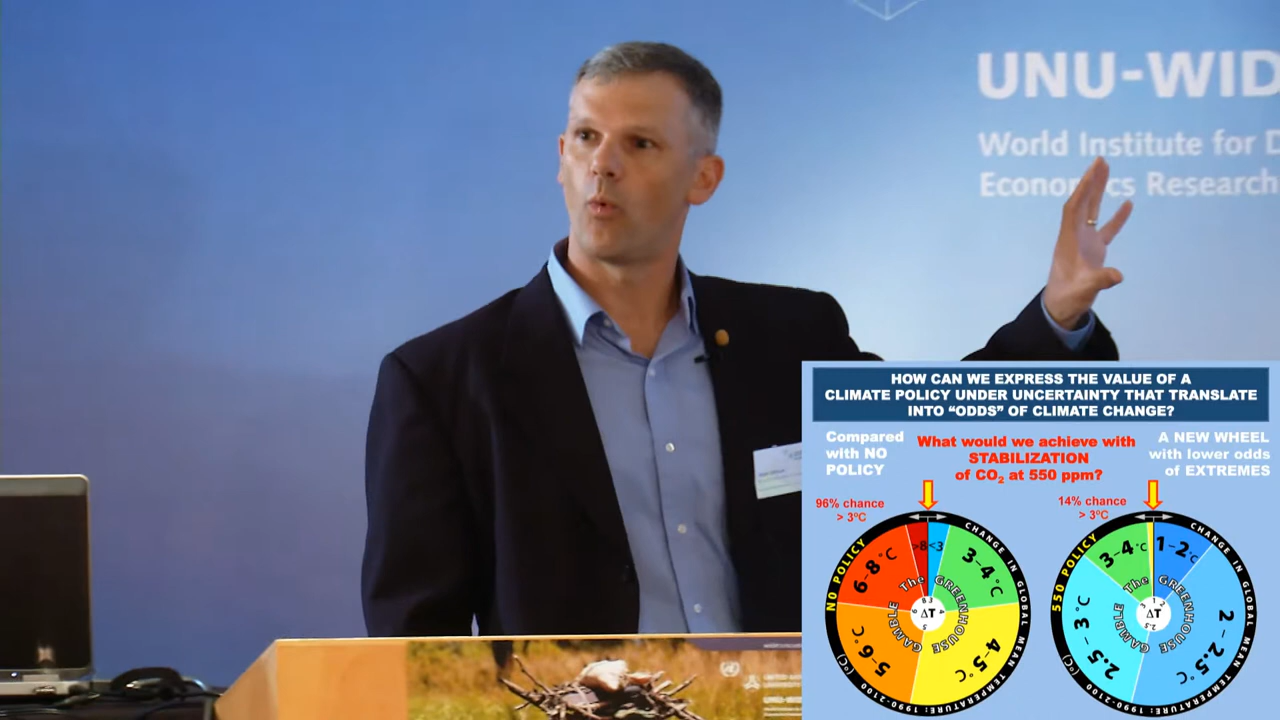 UNU-WID
World Institute for D
Economics Research
HOW CAN WE EXPRESS THE VALUE OF A
CLIMATE POLICY UNDER UNCERTAINTY THAT TRANSLATE
INTO “ODDS” OF CLIMATE CHANGE?
Compared
with NO
POLICY
What would we achieve with
STABILIZATION
of CO₂ at 550 ppm?
A NEW WHEEL
with lower odds
of EXTREMES
96% chance
> 3ºC
14% chance
> 3ºC
NO POLICY
CHANGE IN GLOBAL MEAN TEMPERATURE: 1990-2100 (°C)
>8
<3
3-4°C
4-5°C
5-6°C
6-8°C
The GREENHOUSE GAMBLE
ΔT
550 POLICY
CHANGE IN GLOBAL MEAN TEMPERATURE: 1990-2100 (°C)
1-2°C
2-2.5°C
2.5-3°C
3-4°C
The GREENHOUSE GAMBLE
ΔT